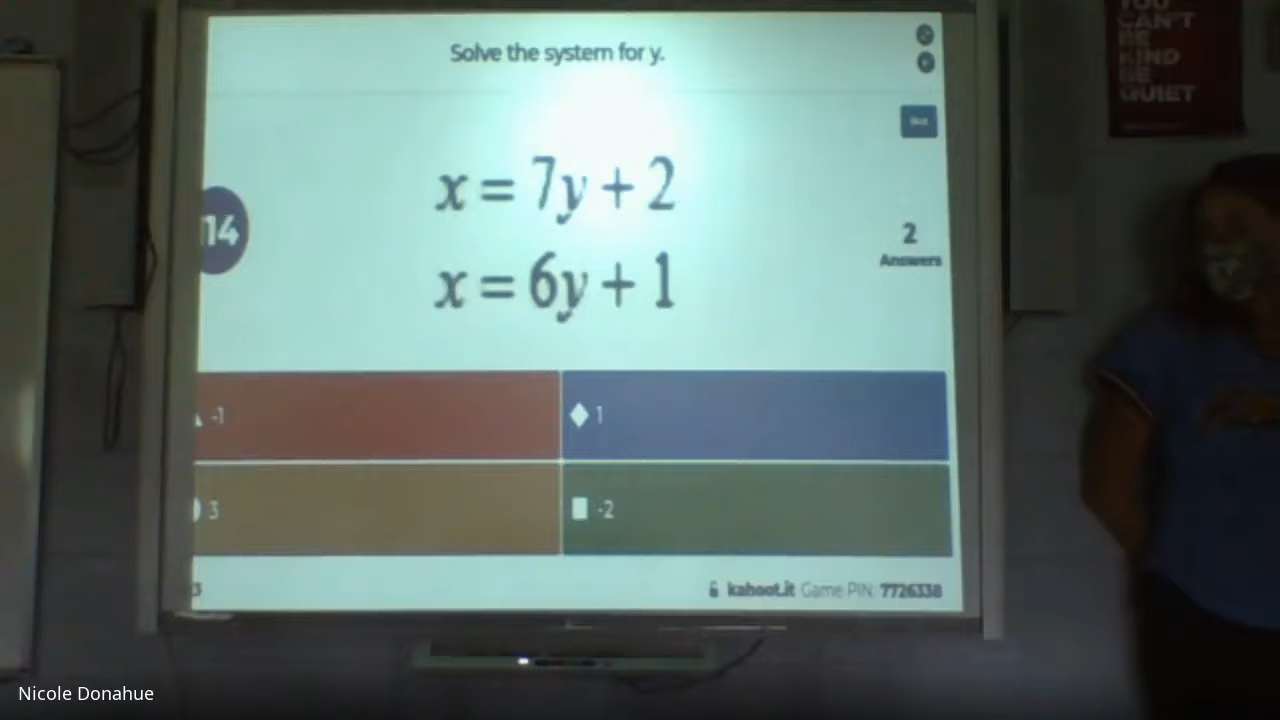 Solve the system for y.
x = 7y + 2
x = 6y + 1
14
2
Answers
-1
1
3
-2
kahoot.it Game PIN: 7726338
YOU
CAN'T
BE
KIND
BE
QUIET
Nicole Donahue